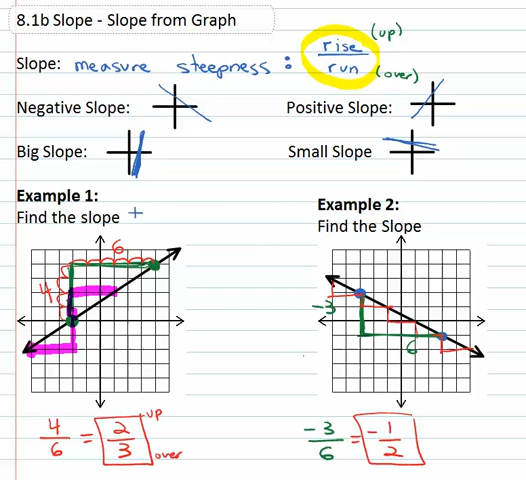 8.1b Slope - Slope from Graph
Slope: measure steepness : rise (up)
run (over)
Negative Slope:
Positive Slope:
Big Slope:
Small Slope
Example 1:
Find the slope +
6
4
4/6 = 2/3 up
over
Example 2:
Find the Slope
-3
6
-3/6 = -1/2